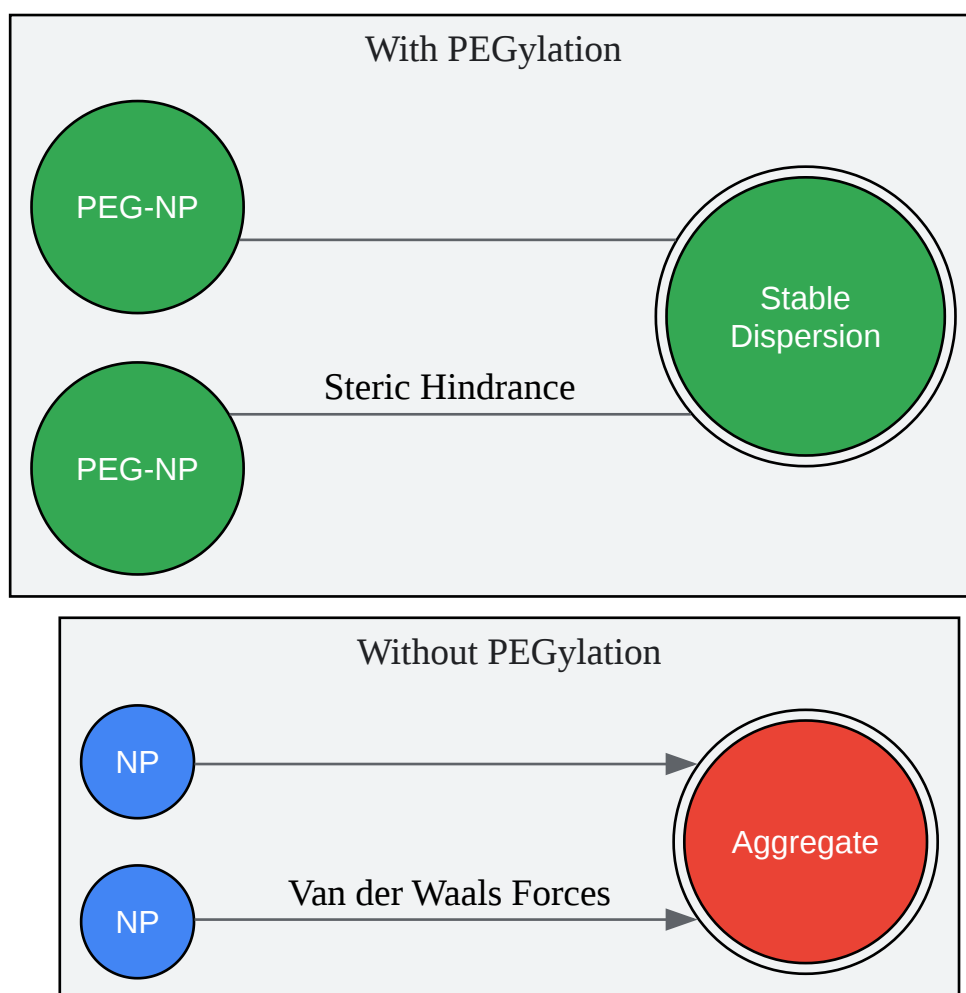 With PEGylation
PEG-NP
Stable
Dispersion
Steric Hindrance
PEG-NP
Without PEGylation
NP
Aggregate
Van der Waals Forces
NP